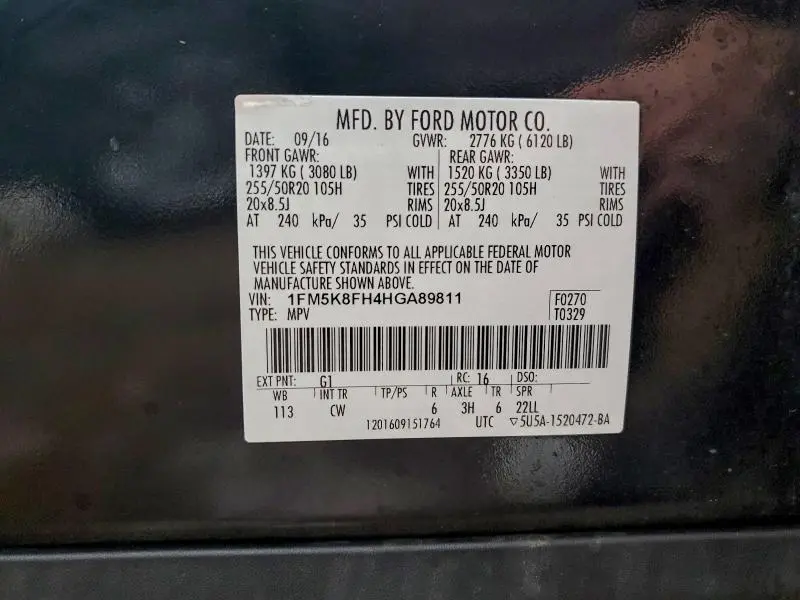 MFD. BY FORD MOTOR CO.
DATE: 09/16 GVWR: 2776 KG ( 6120 LB)
FRONT GAWR: REAR GAWR:
1397 KG ( 3080 LB) WITH 1520 KG ( 3350 LB) WITH
255/50R20 105H TIRES 255/50R20 105H TIRES
20x8.5J RIMS 20x8.5J RIMS
AT 240 kPa/ 35 PSI COLD AT 240 kPa/ 35 PSI COLD
THIS VEHICLE CONFORMS TO ALL APPLICABLE FEDERAL MOTOR
VEHICLE SAFETY STANDARDS IN EFFECT ON THE DATE OF
MANUFACTURE SHOWN ABOVE.
VIN: 1FM5K8FH4HGA89811 F0270
TYPE: MPV T0329
EXT PNT: G1 RC: 16 DSO:
WB INT TR TP/PS R AXLE TR SPR
113 CW 6 3H 6 22LL
1201609151764 UTC ▽5U5A-1520472-BA